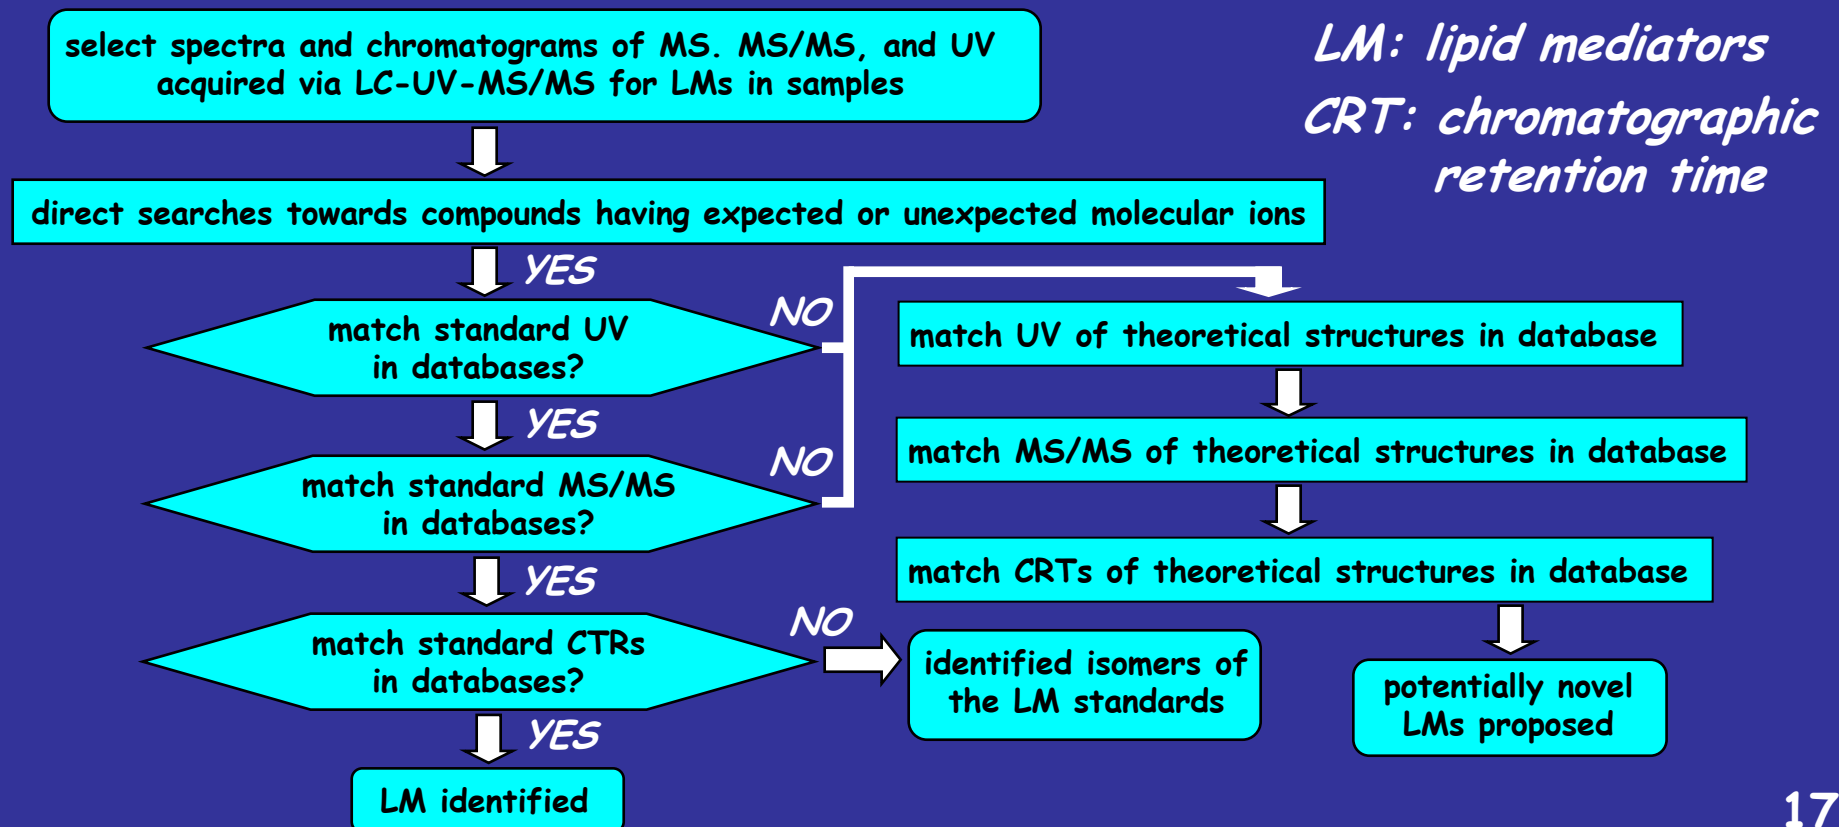 select spectra and chromatograms of MS. MS/MS, and UV
acquired via LC-UV-MS/MS for LMs in samples
LM: lipid mediators
CRT: chromatographic
retention time
direct searches towards compounds having expected or unexpected molecular ions
YES
match standard UV
in databases?
NO
match UV of theoretical structures in database
YES
match standard MS/MS
in databases?
NO
match MS/MS of theoretical structures in database
YES
match CRTs of theoretical structures in database
match standard CTRs
in databases?
NO
identified isomers of
the LM standards
potentially novel
LMs proposed
YES
LM identified
17